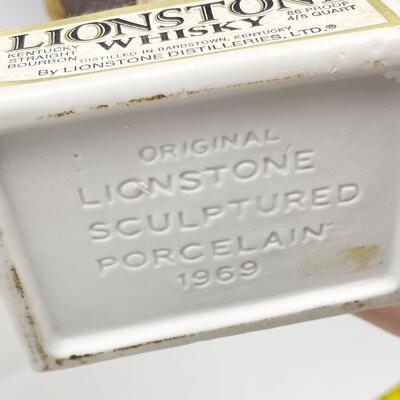 LIONSTONE
WHISKY
KENTUCKY
STRAIGHT
BOURBON
DISTILLED IN BARDSTOWN, KENTUCKY
86 PROOF
4/5 QUART
By LIONSTONE DISTILLERIES, LTD.®
ORIGINAL
LIONSTONE
SCULPTURED
PORCELAIN™
1969